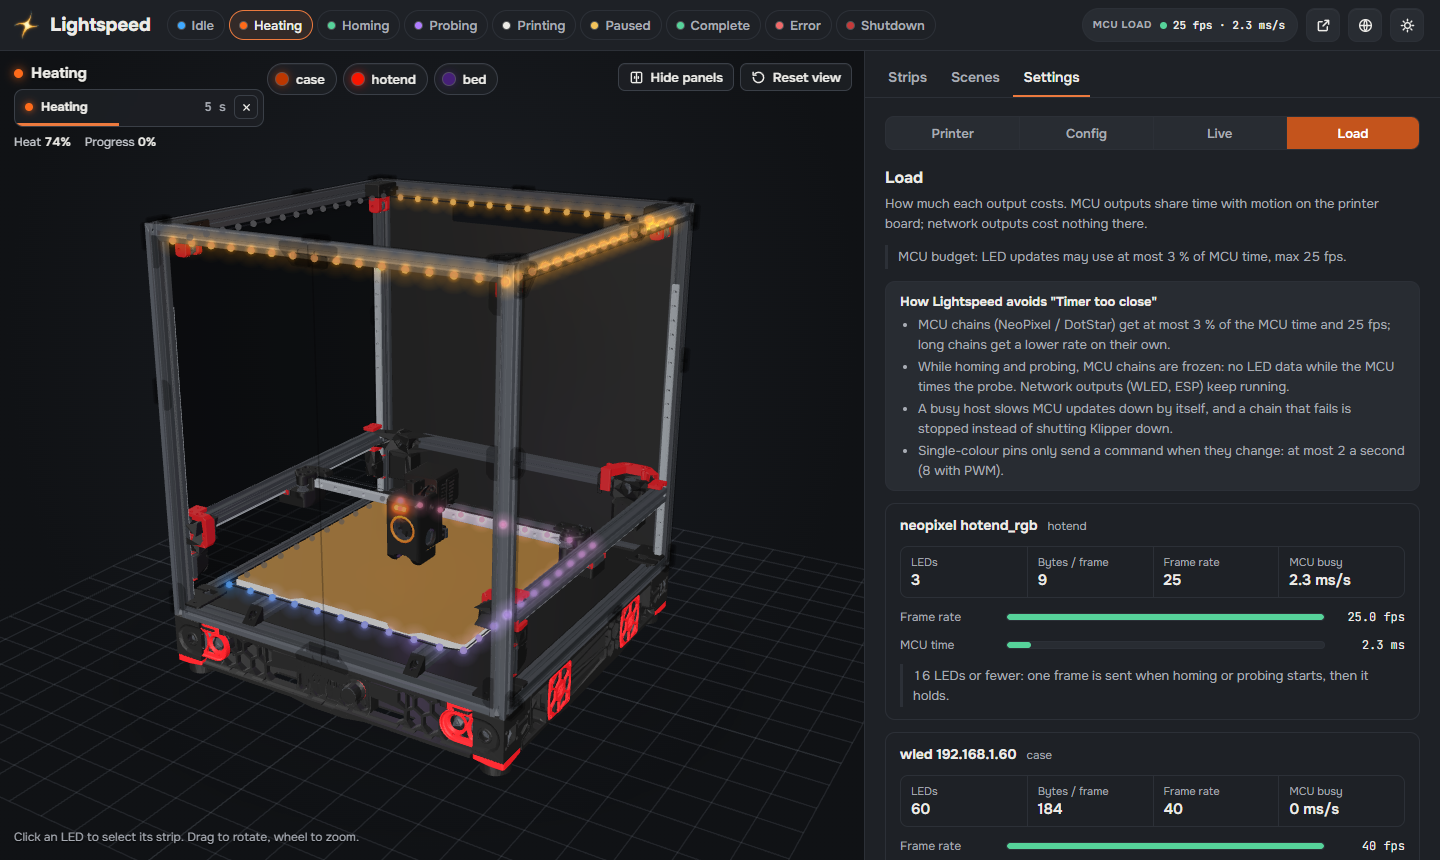 Lightspeed
Idle
Heating
Homing
Probing
Printing
Paused
Complete
Error
Shutdown
MCU LOAD 25 fps · 2.3 ms/s
Heating
case
hotend
bed
Hide panels
Reset view
Heating 5 s ×
Heat 74% Progress 0%
Click an LED to select its strip. Drag to rotate, wheel to zoom.
Strips
Scenes
Settings
Printer
Config
Live
Load
Load
How much each output costs. MCU outputs share time with motion on the printer
board; network outputs cost nothing there.
MCU budget: LED updates may use at most 3 % of MCU time, max 25 fps.
How Lightspeed avoids "Timer too close"
• MCU chains (NeoPixel / DotStar) get at most 3 % of the MCU time and 25 fps;
long chains get a lower rate on their own.
• While homing and probing, MCU chains are frozen: no LED data while the MCU
times the probe. Network outputs (WLED, ESP) keep running.
• A busy host slows MCU updates down by itself, and a chain that fails is
stopped instead of shutting Klipper down.
• Single-colour pins only send a command when they change: at most 2 a second
(8 with PWM).
neopixel hotend_rgb hotend
LEDs
3
Bytes / frame
9
Frame rate
25
MCU busy
2.3 ms/s
Frame rate 25.0 fps
MCU time 2.3 ms
16 LEDs or fewer: one frame is sent when homing or probing starts, then it
holds.
wled 192.168.1.60 case
LEDs
60
Bytes / frame
184
Frame rate
40
MCU busy
0 ms/s
Frame rate 40 fps